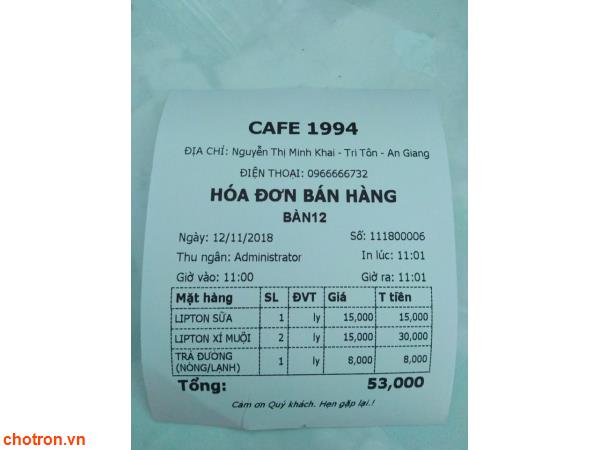 CAFE 1994
ĐỊA CHỈ: Nguyễn Thị Minh Khai - Tri Tôn - An Giang
ĐIỆN THOẠI: 0966666732
HÓA ĐƠN BÁN HÀNG
BÀN12
Ngày: 12/11/2018 Số: 111800006
Thu ngân: Administrator In lúc: 11:01
Giờ vào: 11:00 Giờ ra: 11:01
Mặt hàng SL ĐVT Giá T tiền
LIPTON SỮA 1 ly 15,000 15,000
LIPTON XÍ MUỘI 2 ly 15,000 30,000
TRÀ ĐƯỜNG
(NÓNG/LẠNH) 1 ly 8,000 8,000
Tổng: 53,000
Cám ơn Quý khách. Hẹn gặp lại.!
chotron.vn